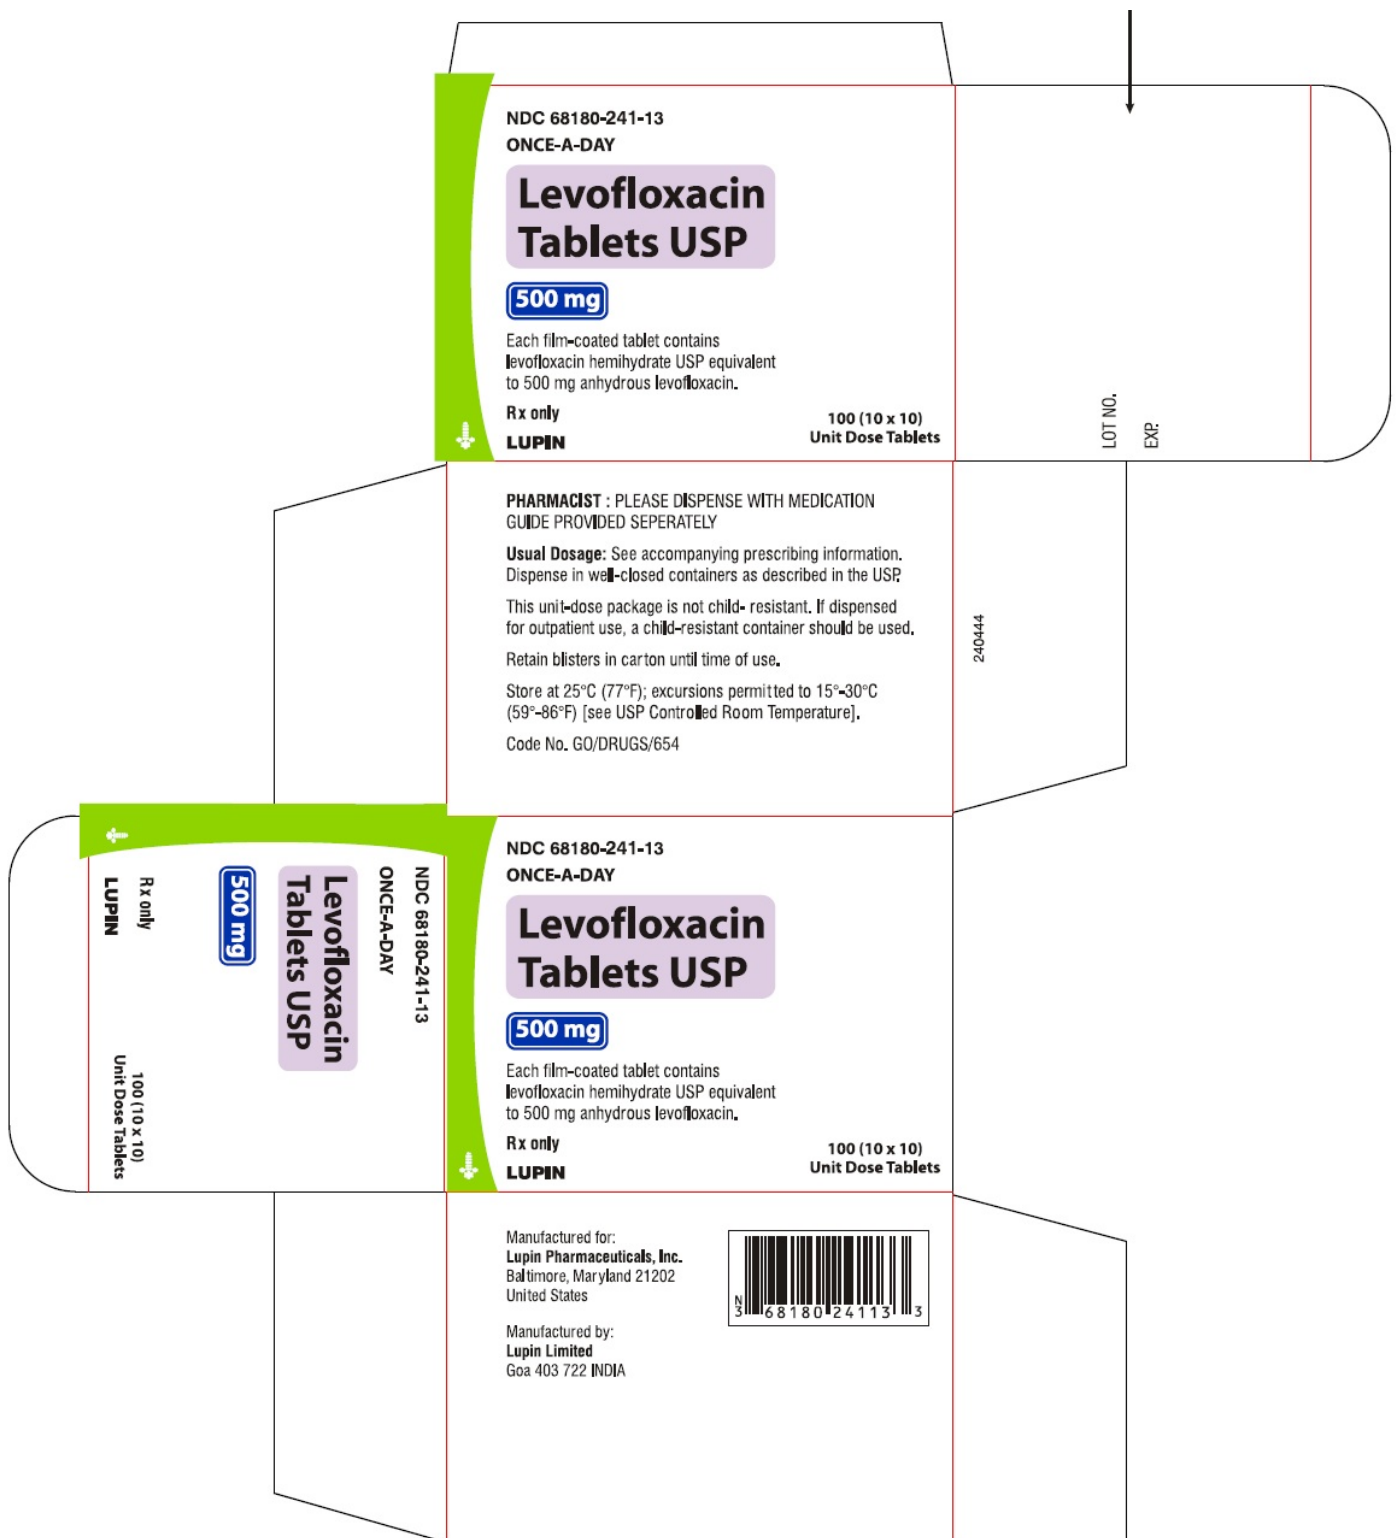 NDC 68180-241-13
ONCE-A-DAY
Levofloxacin
Tablets USP
500 mg
Each film-coated tablet contains
levofloxacin hemihydrate USP equivalent
to 500 mg anhydrous levofloxacin.
Rx only
LUPIN
100 (10 x 10)
Unit Dose Tablets
LOT NO.
EXP.
PHARMACIST : PLEASE DISPENSE WITH MEDICATION
GUIDE PROVIDED SEPERATELY
Usual Dosage: See accompanying prescribing information.
Dispense in well-closed containers as described in the USP.
This unit-dose package is not child- resistant. If dispensed
for outpatient use, a child-resistant container should be used.
Retain blisters in carton until time of use.
Store at 25°C (77°F); excursions permitted to 15°-30°C
(59°-86°F) [see USP Controlled Room Temperature].
Code No. GO/DRUGS/654
240444
NDC 68180-241-13
ONCE-A-DAY
Levofloxacin
Tablets USP
500 mg
Rx only
LUPIN
100 (10 x 10)
Unit Dose Tablets
NDC 68180-241-13
ONCE-A-DAY
Levofloxacin
Tablets USP
500 mg
Each film-coated tablet contains
levofloxacin hemihydrate USP equivalent
to 500 mg anhydrous levofloxacin.
Rx only
LUPIN
100 (10 x 10)
Unit Dose Tablets
Manufactured for:
Lupin Pharmaceuticals, Inc.
Baltimore, Maryland 21202
United States
Manufactured by:
Lupin Limited
Goa 403 722 INDIA
N
3 68180 24113 3